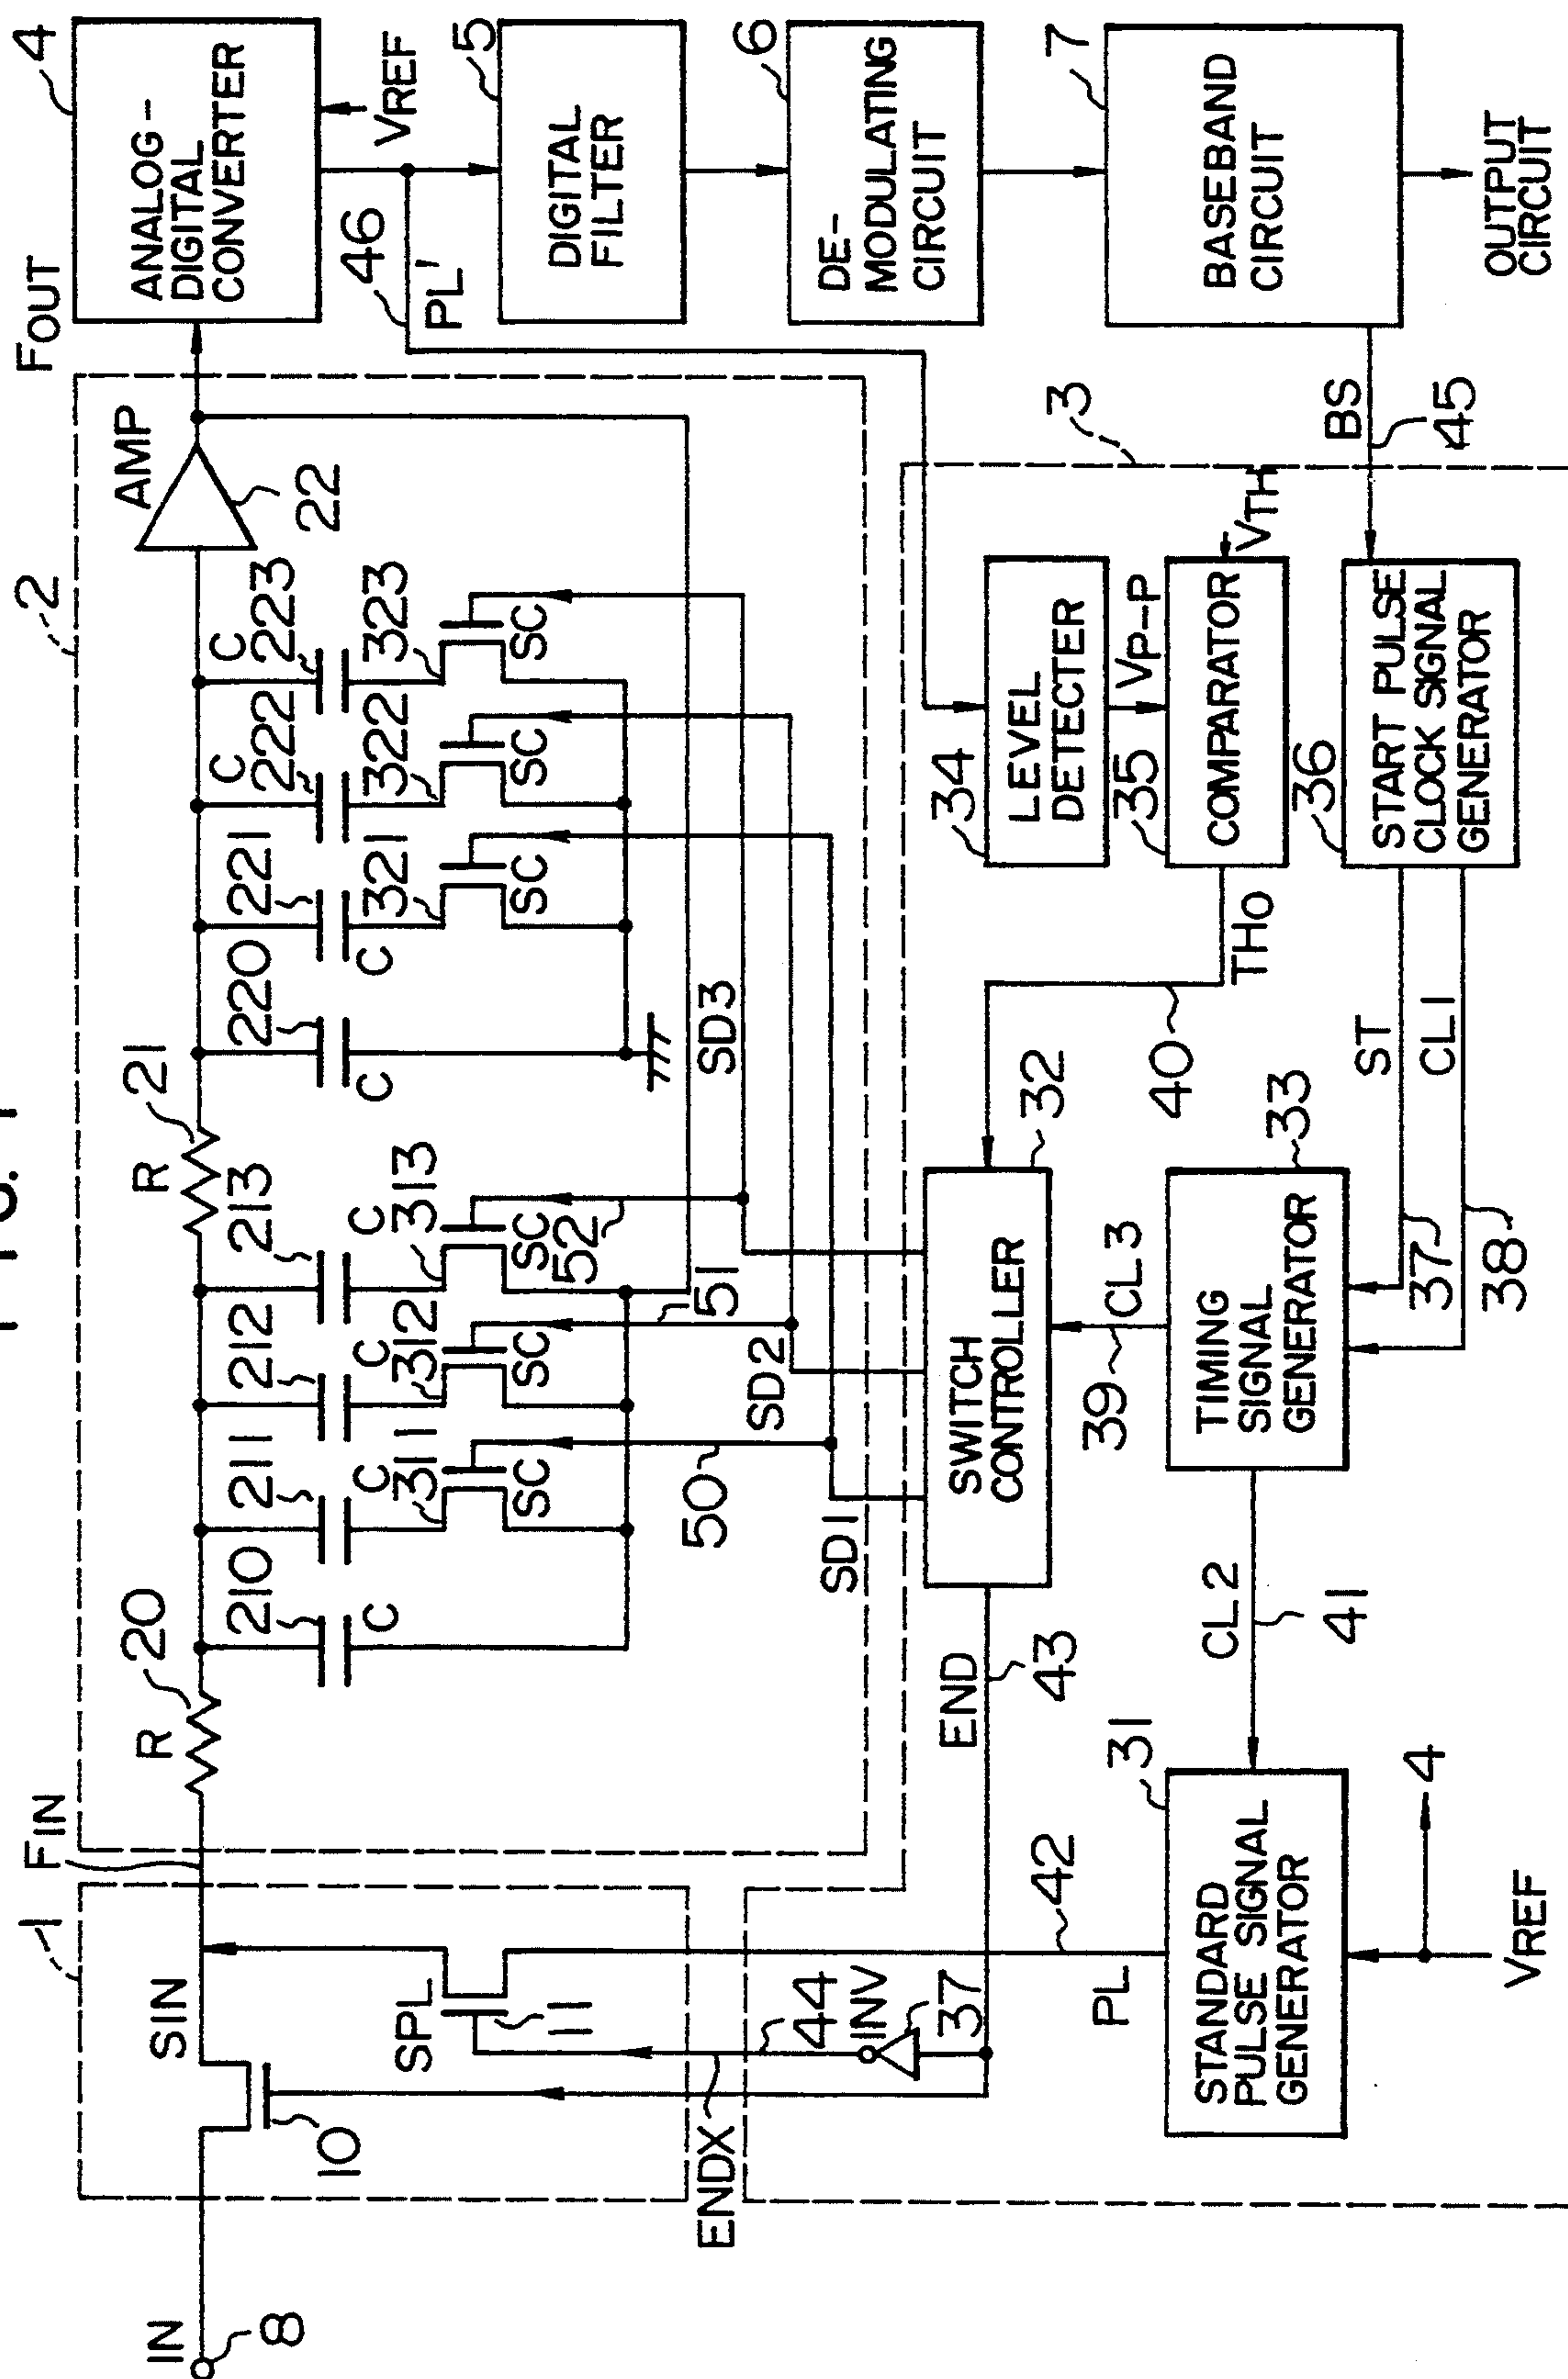 FIG. 1
IN
8
1
SIN
10
SPL
11
ENDX
44
INV
37
FIN
2
R
20
210
C
211
C
212
C
213
C
311
SC
312
SC
313
SC
50
51
52
R
21
220
C
221
C
222
C
223
C
321
SC
322
SC
323
SC
AMP
22
FOUT
SD1
SD2
SD3
4
ANALOG-
DIGITAL
CONVERTER
VREF
46
PL'
5
DIGITAL
FILTER
6
DE-
MODULATING
CIRCUIT
7
BASEBAND
CIRCUIT
OUTPUT
CIRCUIT
BS
45
3
34
LEVEL
DETECTER
VP-P
35
COMPARATOR
VTH
THO
40
36
START PULSE
CLOCK SIGNAL
GENERATOR
ST
37
CL1
38
32
SWITCH
CONTROLLER
END
43
CL3
39
33
TIMING
SIGNAL
GENERATOR
CL2
41
31
STANDARD
PULSE SIGNAL
GENERATOR
PL
42
4
VREF